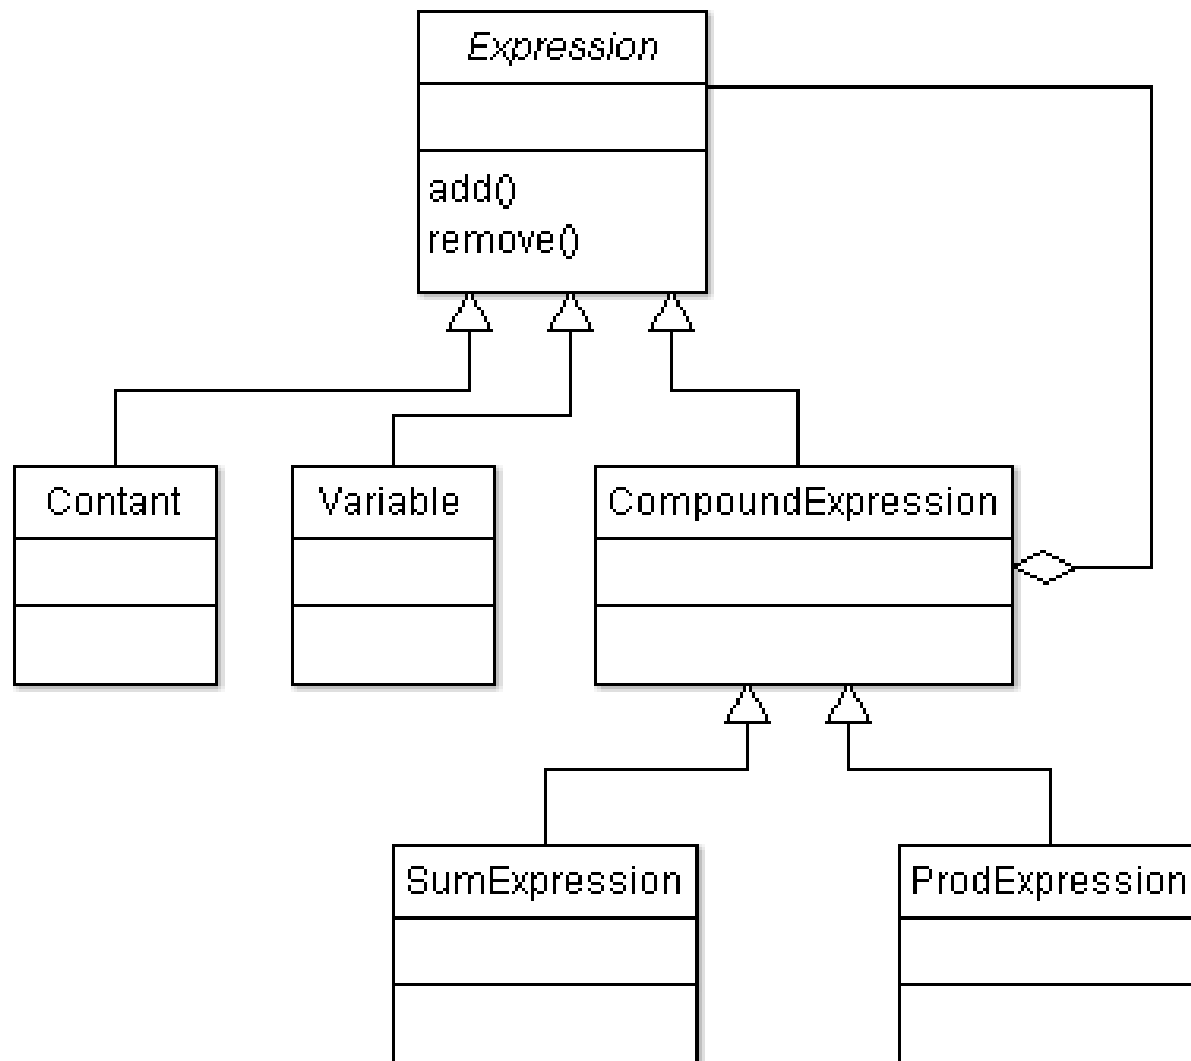 Expression
add()
remove()
Contant
Variable
CompoundExpression
SumExpression
ProdExpression